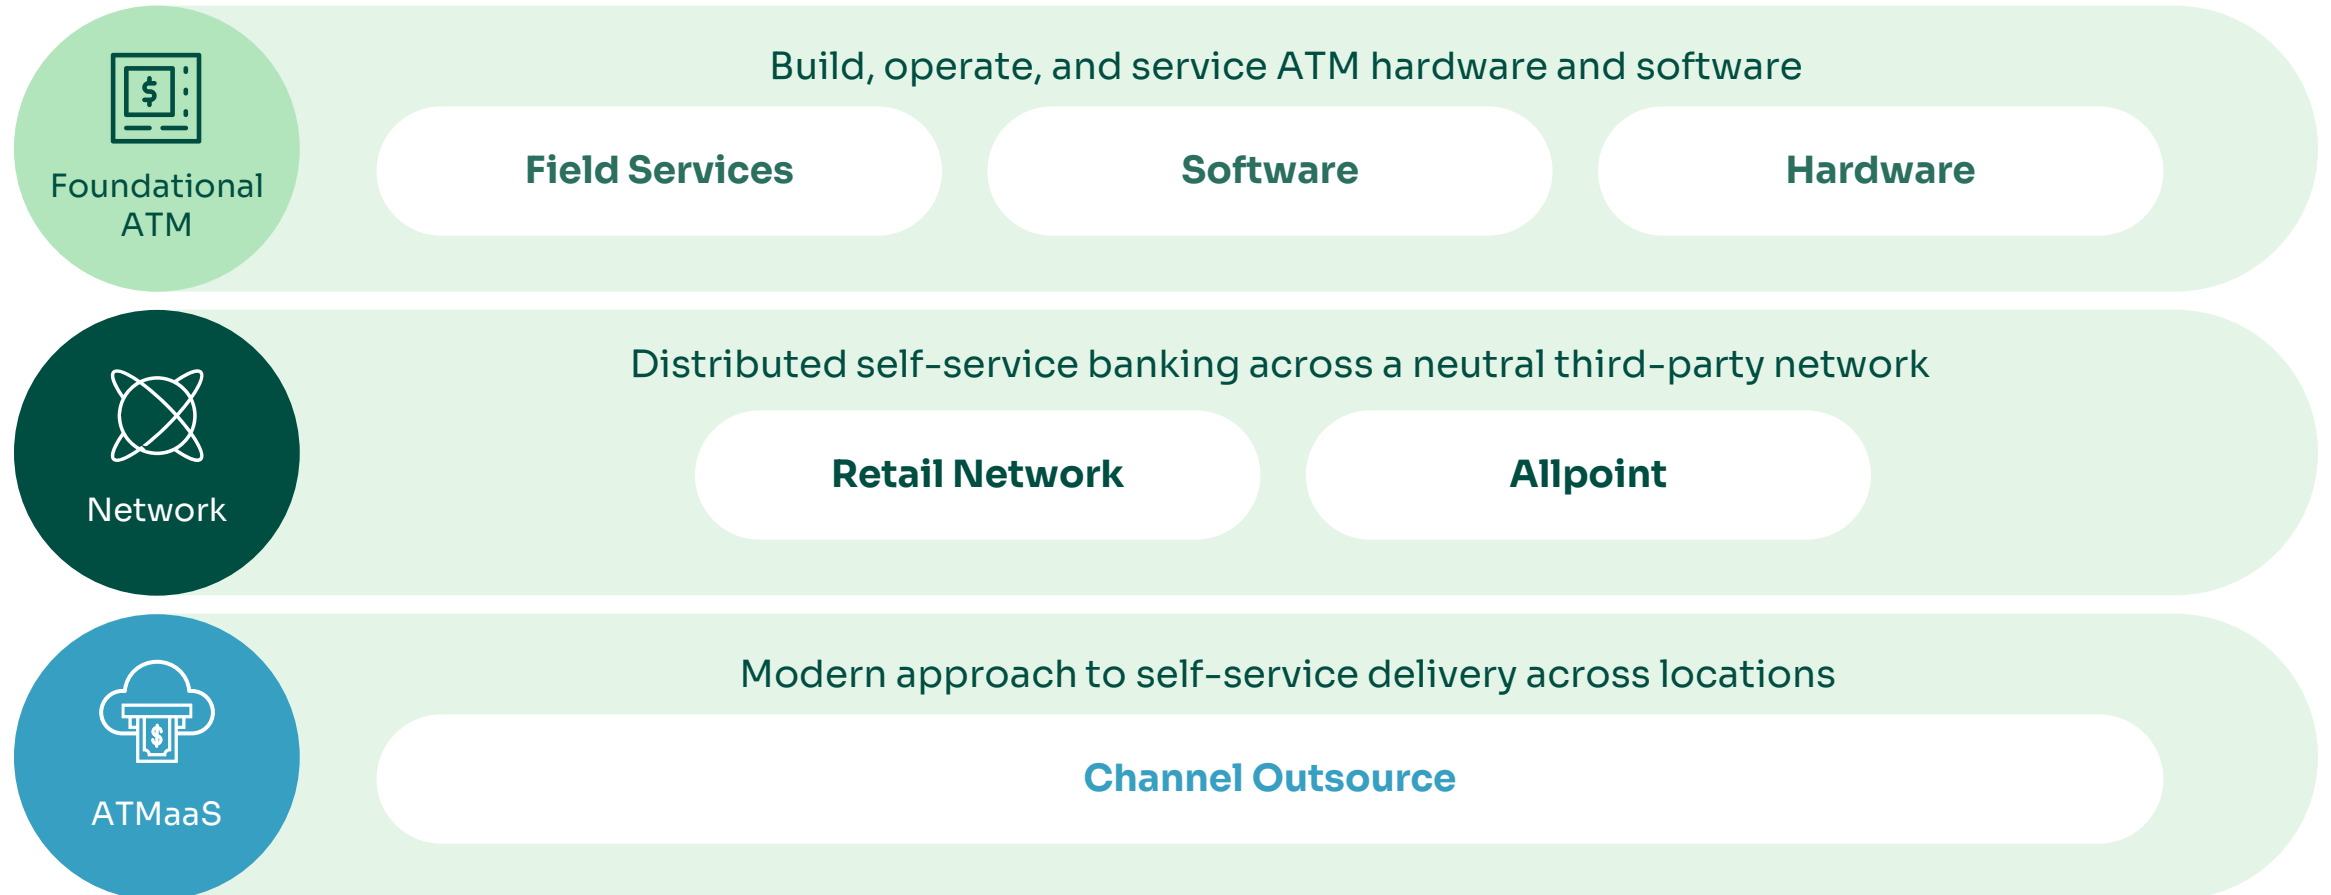 Build, operate, and service ATM hardware and software
$
Foundational
ATM
Field Services
Software
Hardware
Distributed self-service banking across a neutral third-party network
Network
Retail Network
Allpoint
Modern approach to self-service delivery across locations
$
ATMaaS
Channel Outsource